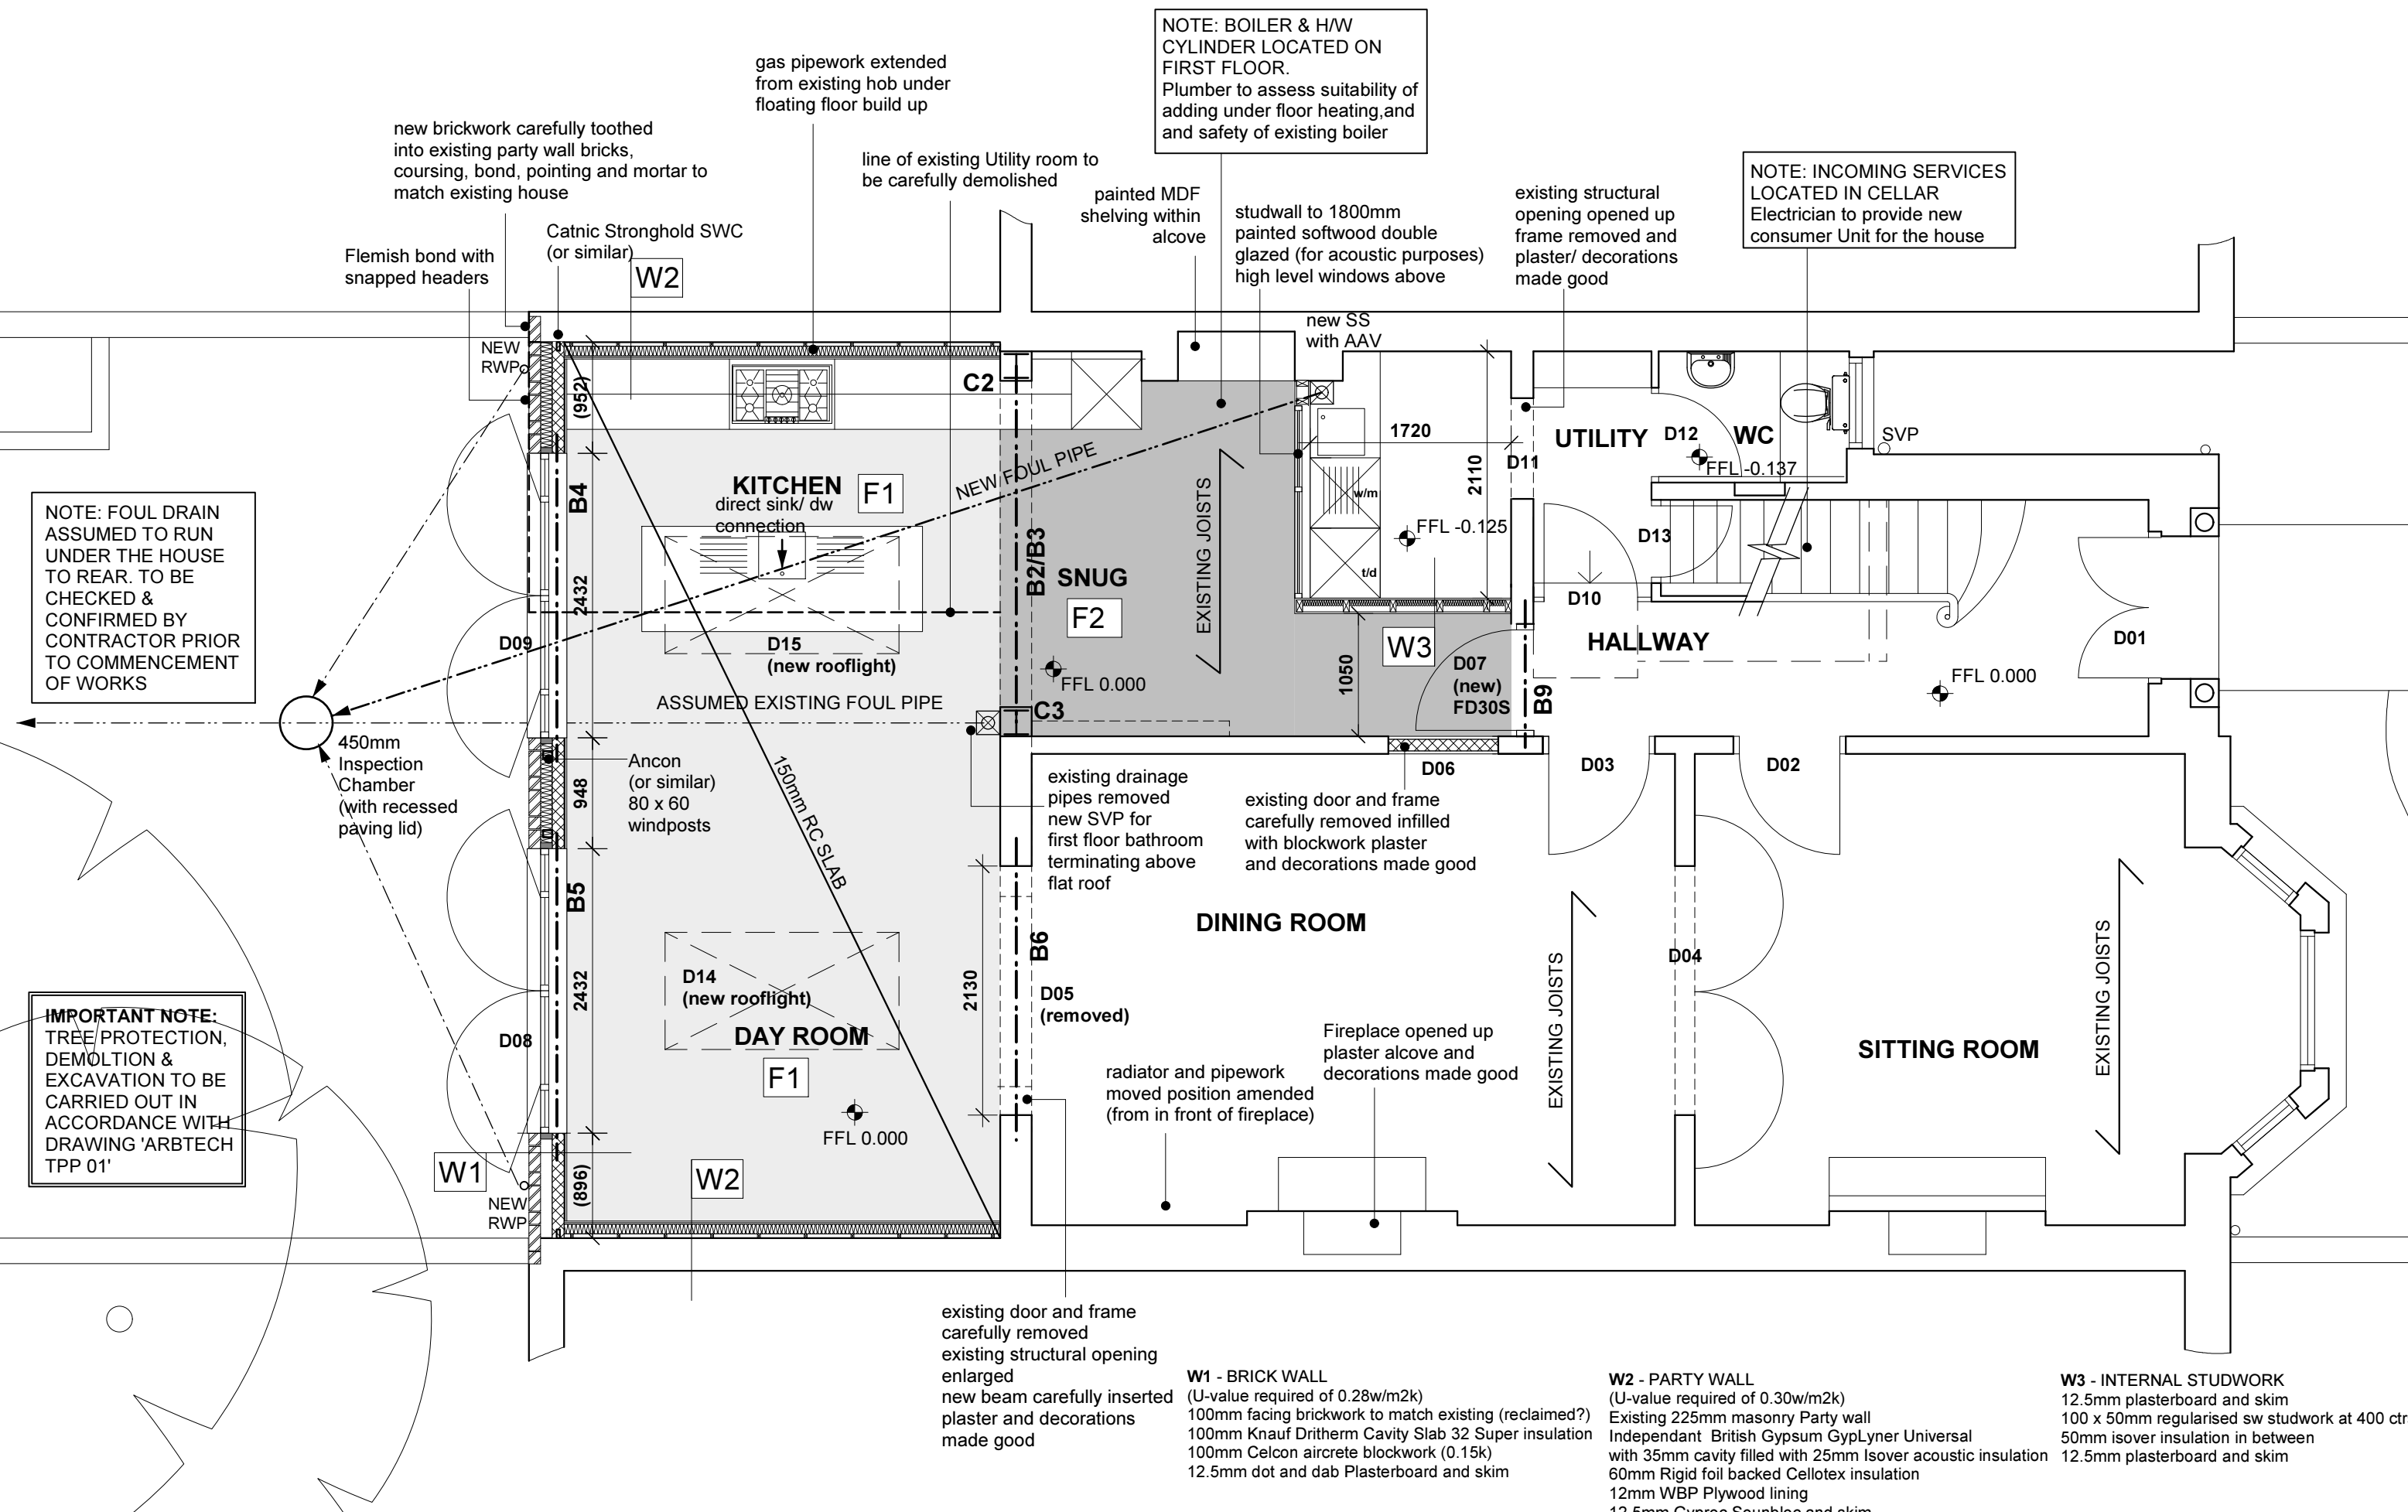 NOTE: BOILER & H/W
CYLINDER LOCATED ON
FIRST FLOOR.
Plumber to assess suitability of
adding under floor heating,and
and safety of existing boiler
gas pipework extended
from existing hob under
floating floor build up
new brickwork carefully toothed
into existing party wall bricks,
coursing, bond, pointing and mortar to
match existing house
line of existing Utility room to
be carefully demolished
painted MDF
shelving within
alcove
studwall to 1800mm
painted softwood double
glazed (for acoustic purposes)
high level windows above
existing structural
opening opened up
frame removed and
plaster/ decorations
made good
NOTE: INCOMING SERVICES
LOCATED IN CELLAR
Electrician to provide new
consumer Unit for the house
Flemish bond with
snapped headers
Catnic Stronghold SWC
(or similar)
W2
new SS
with AAV
NEW
RWP
(952)
C2
1720
2110
D11
UTILITY
D12
WC
SVP
FFL -0.137
KITCHEN
F1
direct sink/ dw
connection
NEW FOUL PIPE
B4
2432
B2/B3
EXISTING JOISTS
w/m
FFL -0.125
t/d
D13
D10
SNUG
F2
NOTE: FOUL DRAIN
ASSUMED TO RUN
UNDER THE HOUSE
TO REAR. TO BE
CHECKED &
CONFIRMED BY
CONTRACTOR PRIOR
TO COMMENCEMENT
OF WORKS
D09
D15
(new rooflight)
FFL 0.000
1050
W3
D07
(new)
FD30S
B9
HALLWAY
D01
FFL 0.000
ASSUMED EXISTING FOUL PIPE
C3
450mm
Inspection
Chamber
(with recessed
paving lid)
948
Ancon
(or similar)
80 x 60
windposts
150mm RC SLAB
existing drainage
pipes removed
new SVP for
first floor bathroom
terminating above
flat roof
D06
existing door and frame
carefully removed infilled
with blockwork plaster
and decorations made good
D03
D02
B5
2432
D08
D14
(new rooflight)
DAY ROOM
F1
FFL 0.000
2130
B6
D05
(removed)
DINING ROOM
EXISTING JOISTS
D04
SITTING ROOM
EXISTING JOISTS
IMPORTANT NOTE:
TREE PROTECTION,
DEMOLTION &
EXCAVATION TO BE
CARRIED OUT IN
ACCORDANCE WITH
DRAWING 'ARBTECH
TPP 01'
radiator and pipework
moved position amended
(from in front of fireplace)
Fireplace opened up
plaster alcove and
decorations made good
W1
(896)
W2
NEW
RWP
existing door and frame
carefully removed
existing structural opening
enlarged
new beam carefully inserted
plaster and decorations
made good
W1 - BRICK WALL
(U-value required of 0.28w/m2k)
100mm facing brickwork to match existing (reclaimed?)
100mm Knauf Dritherm Cavity Slab 32 Super insulation
100mm Celcon aircrete blockwork (0.15k)
12.5mm dot and dab Plasterboard and skim
W2 - PARTY WALL
(U-value required of 0.30w/m2k)
Existing 225mm masonry Party wall
Independant British Gypsum GypLyner Universal
with 35mm cavity filled with 25mm Isover acoustic insulation
60mm Rigid foil backed Cellotex insulation
12mm WBP Plywood lining
12.5mm Gyproc Sounbloc and skim
W3 - INTERNAL STUDWORK
12.5mm plasterboard and skim
100 x 50mm regularised sw studwork at 400 ctr
50mm isover insulation in between
12.5mm plasterboard and skim